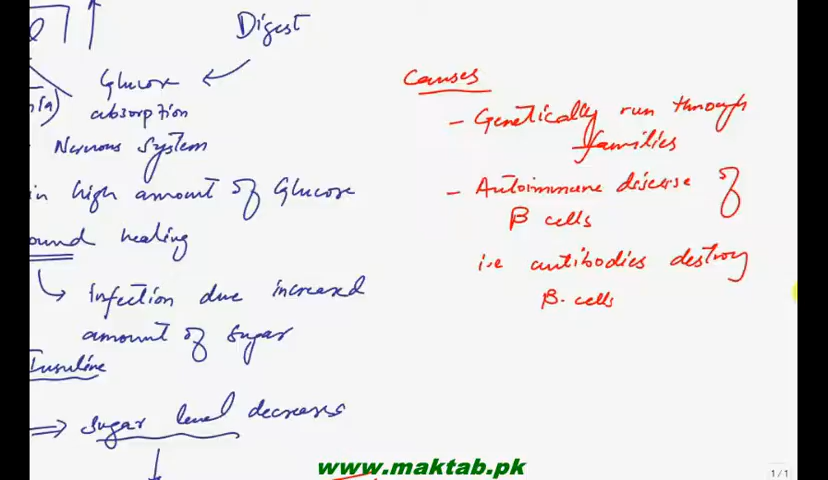 Digest
Glucose
absorption
Nervous System
in high amount of Glucose
ound healing
Infection due increased
amount of Sugar
Insuline
Sugar level decreases
Causes
- Genetically run through
families
- Autoimmune disease of
β cells
i.e antibodies destroy
β-cells
www.maktab.pk
1/1